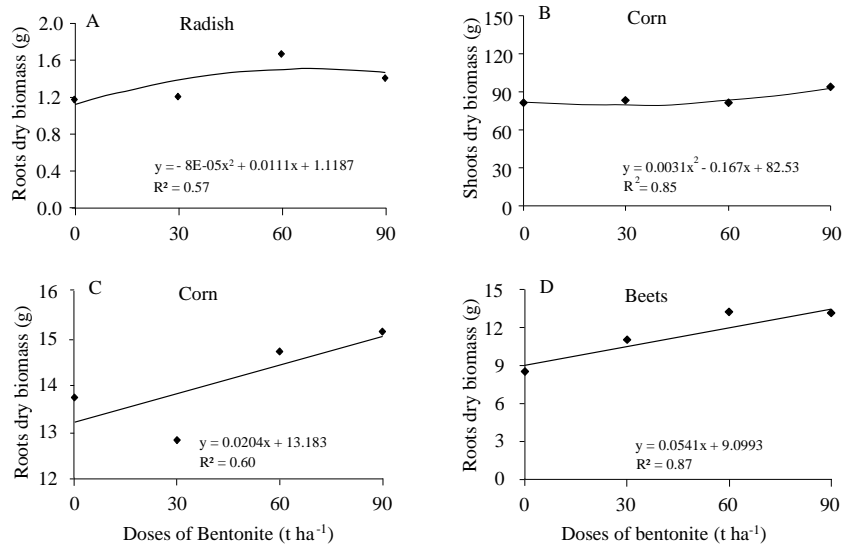 A
Radish
Roots dry biomass (g)
2.0
1.6
1.2
0.8
0.4
0.0
y = - 8E-05x² + 0.0111x + 1.1187
R² = 0.57
0 30 60 90
B
Corn
Shoots dry biomass (g)
150
120
90
60
30
0
y = 0.0031x² - 0.167x + 82.53
R² = 0.85
0 30 60 90
C
Corn
Roots dry biomass (g)
16
15
14
13
12
y = 0.0204x + 13.183
R² = 0.60
0 30 60 90
Doses of Bentonite (t ha⁻¹)
D
Beets
Roots dry biomass (g)
15
12
9
6
3
0
y = 0.0541x + 9.0993
R² = 0.87
0 30 60 90
Doses of bentonite (t ha⁻¹)